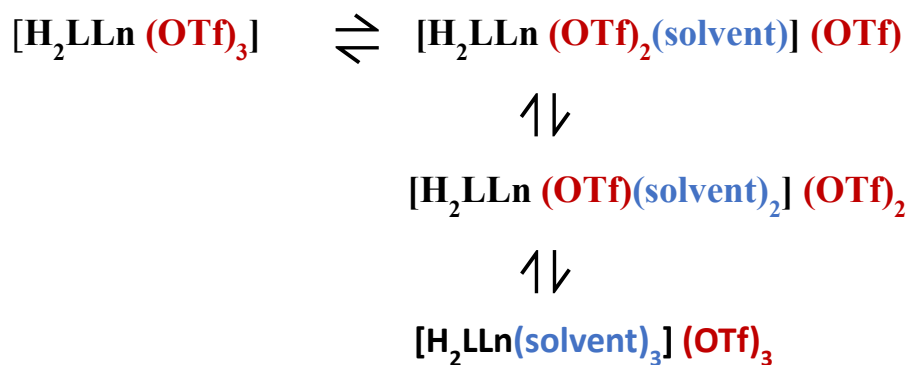 [H₂LLn (OTf)₃] ⇌ [H₂LLn (OTf)₂(solvent)] (OTf)
[H₂LLn (OTf)(solvent)₂] (OTf)₂
[H₂LLn(solvent)₃] (OTf)₃